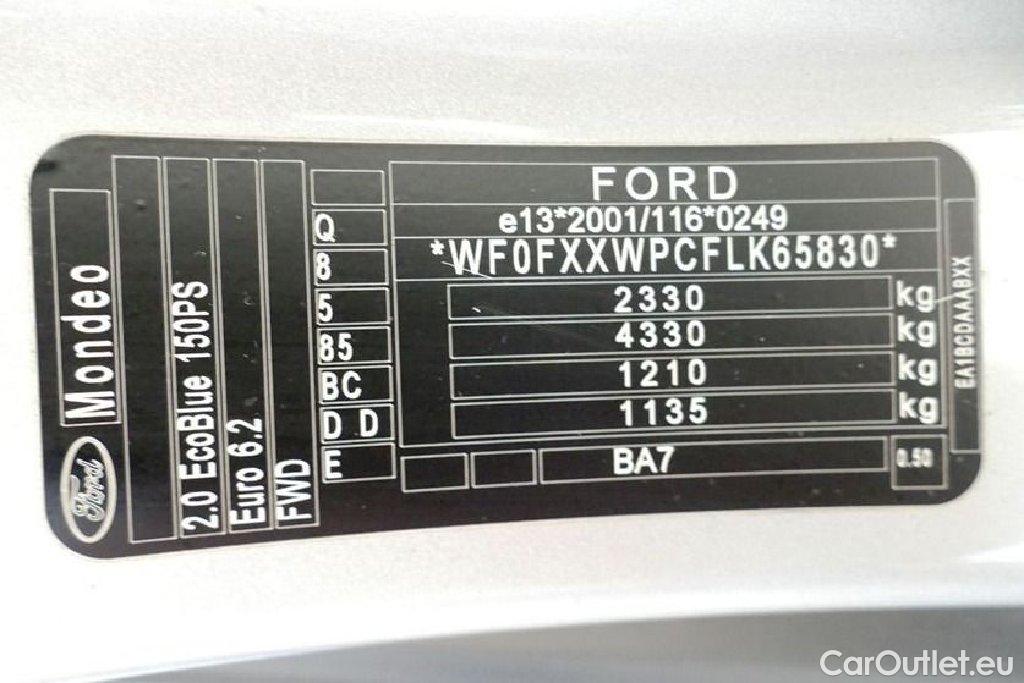 Ford
Mondeo
2.0 EcoBlue 150PS
Euro 6.2
FWD
Q
8
5
85
BC
D D
E
FORD
e13*2001/116*0249
*WF0FXXWPCFLK65830*
2330 kg
4330 kg
1210 kg
1135 kg
BA7
0.50
EA1BCDAAABXX
CarOutlet.eu